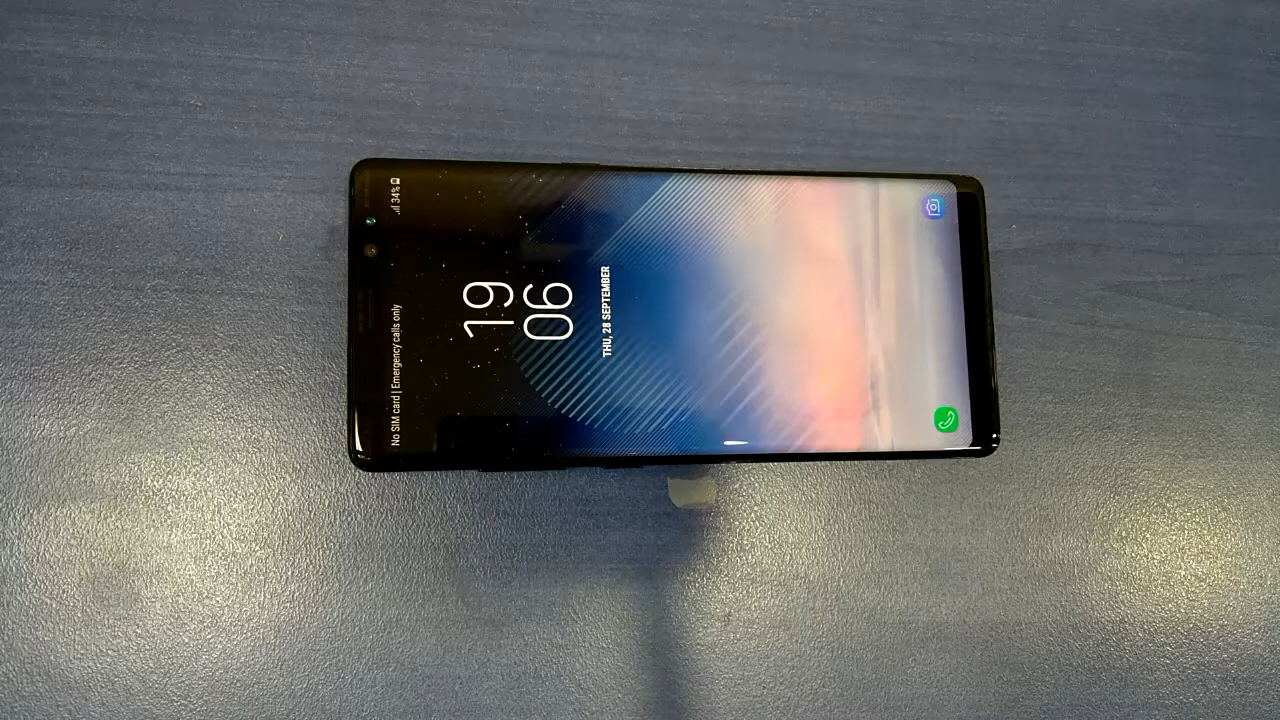 No SIM card | Emergency calls only 34%
19
06
THU, 28 SEPTEMBER